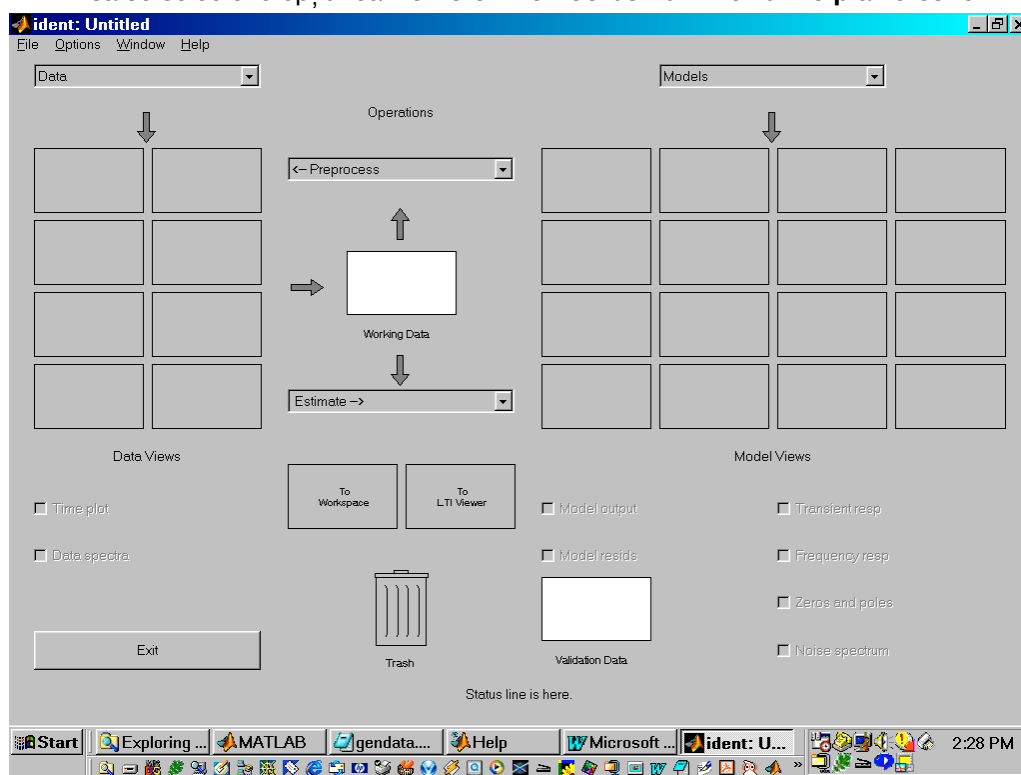 ident: Untitled
File Options Window Help
Data
Models
Operations
<-- Preprocess
Working Data
Estimate -->
Data Views
Model Views
To
Workspace
To
LTI Viewer
Time plot
Data spectra
Model output
Model resids
Transient resp
Frequency resp
Zeros and poles
Noise spectrum
Exit
Trash
Validation Data
Status line is here.
Start Exploring ... MATLAB gendata.... Help Microsoft ... ident: U... » 2:28 PM